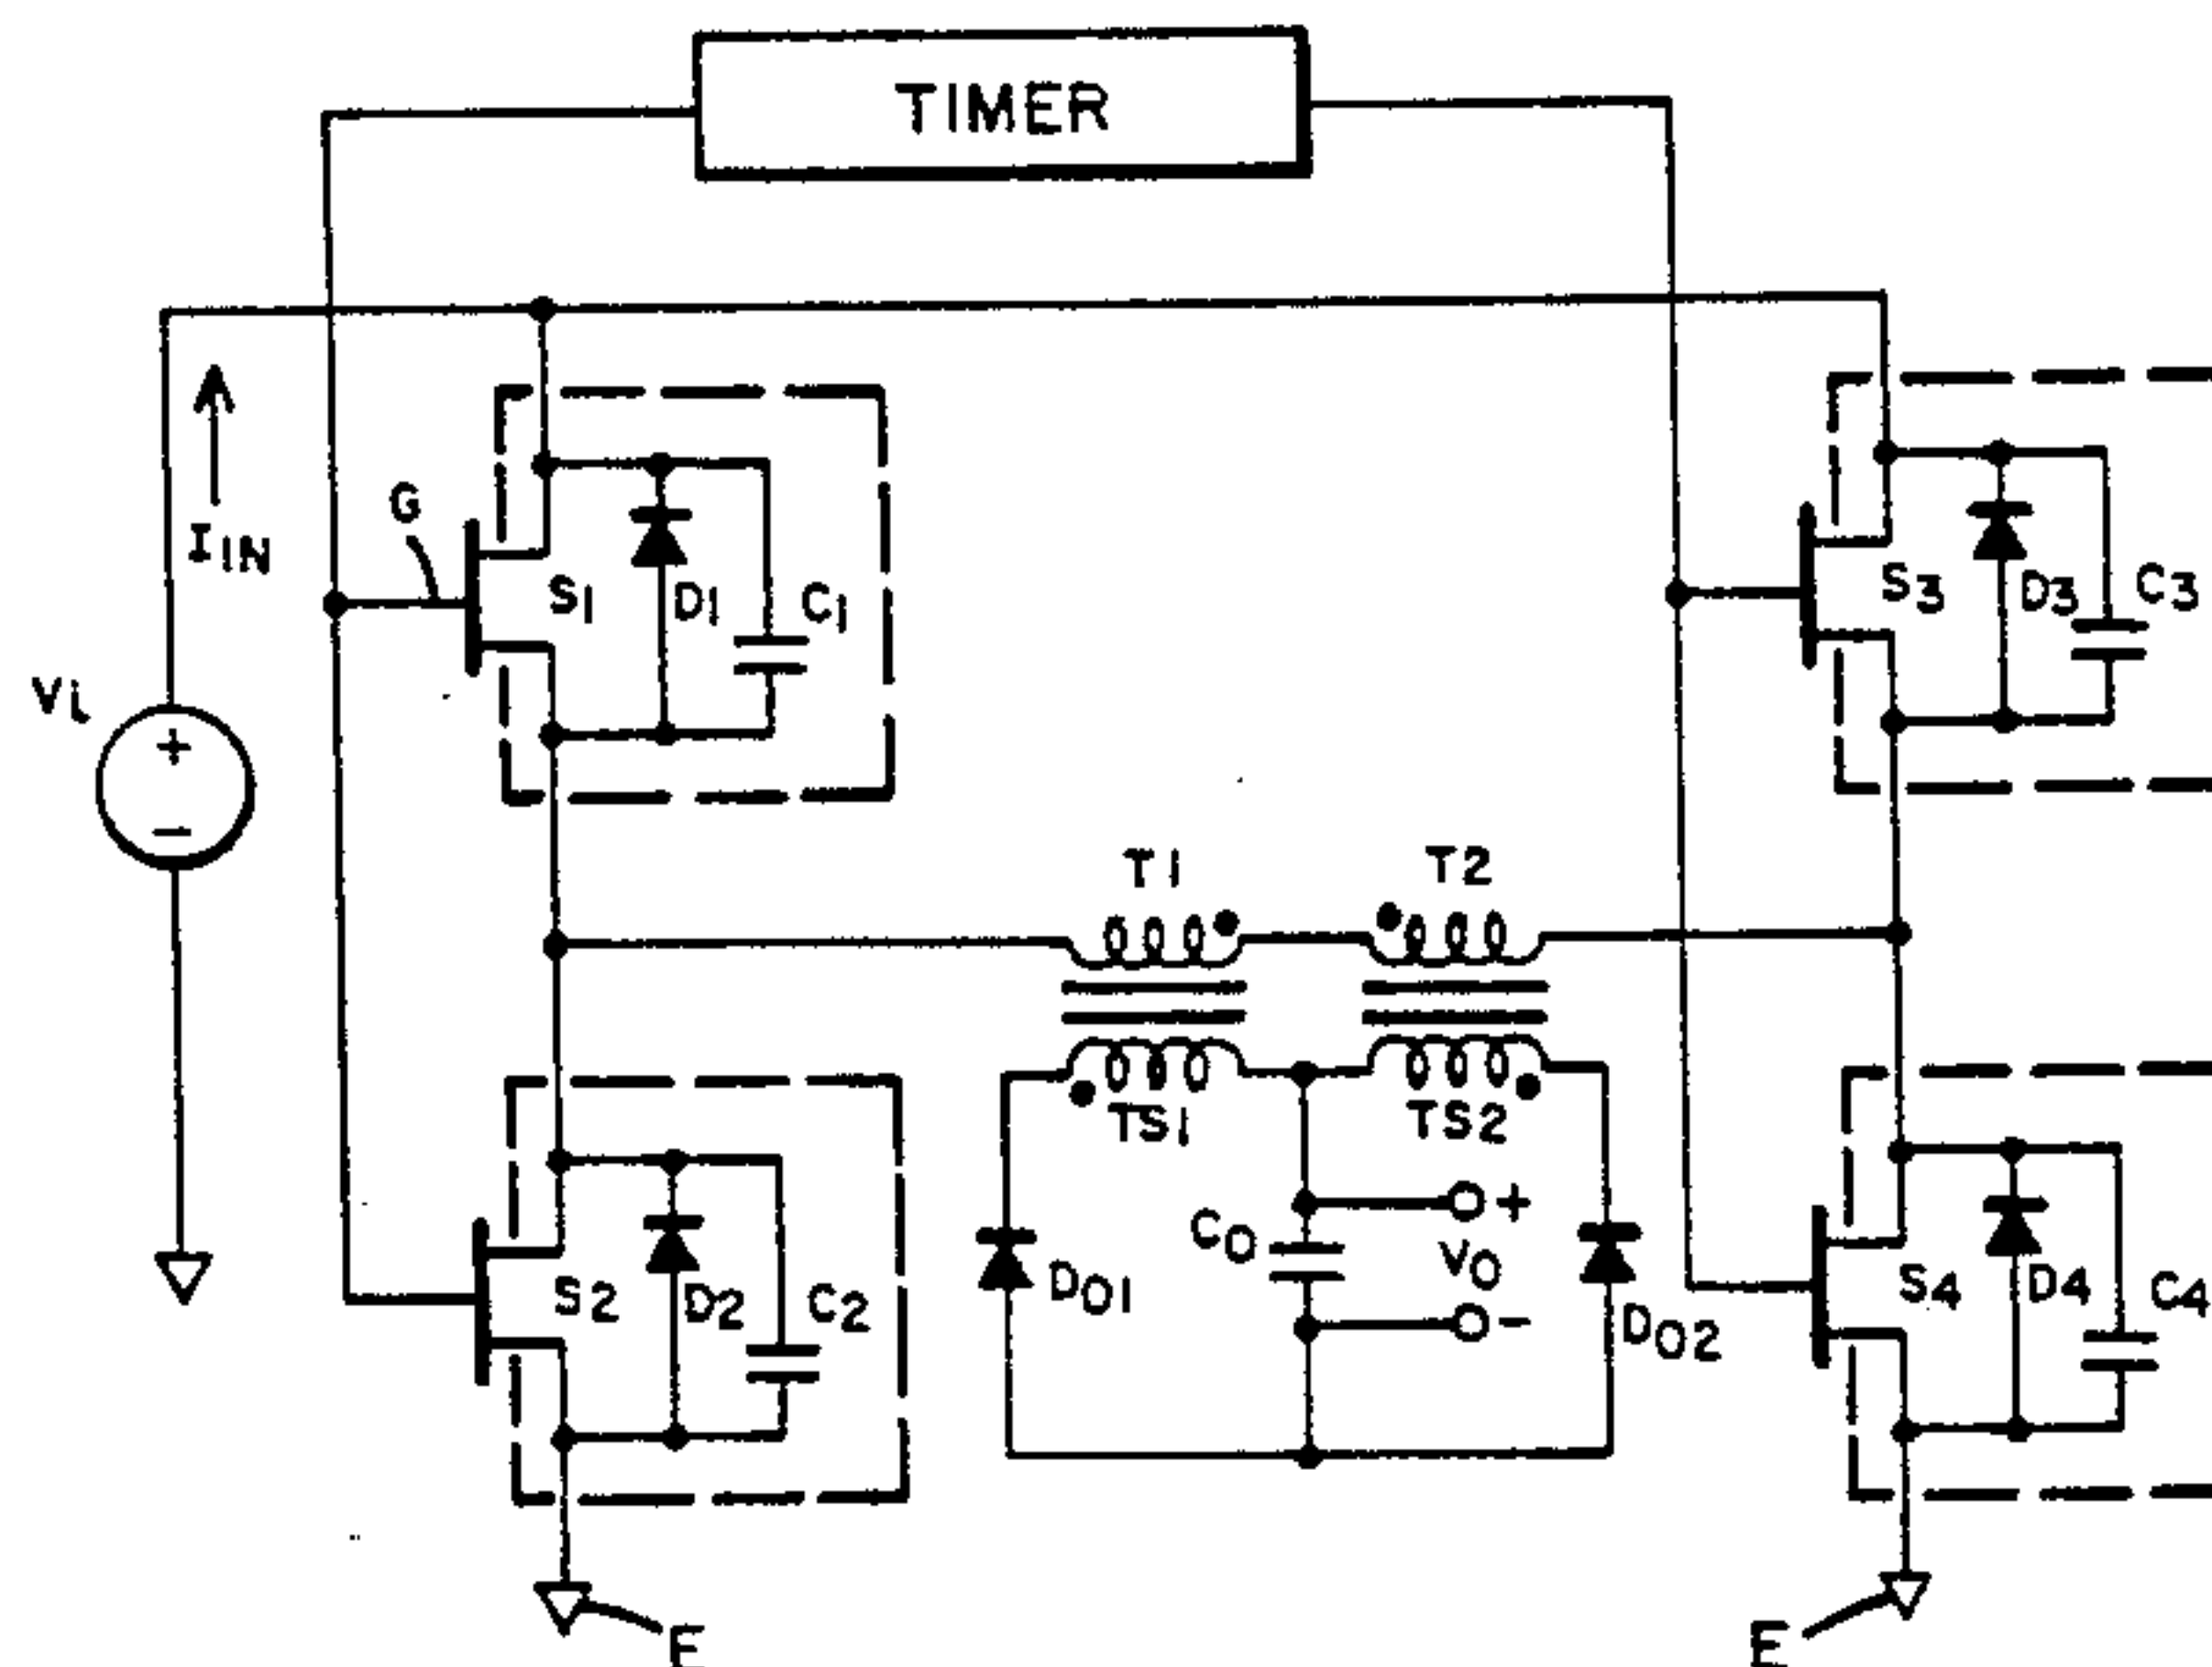 TIMER
G
IIN
S1
D1
C1
S3
D3
C3
Vi
+
−
T1
T2
TS1
TS2
CO
+
VO
−
DO1
DO2
S2
D2
C2
S4
D4
C4
E
E